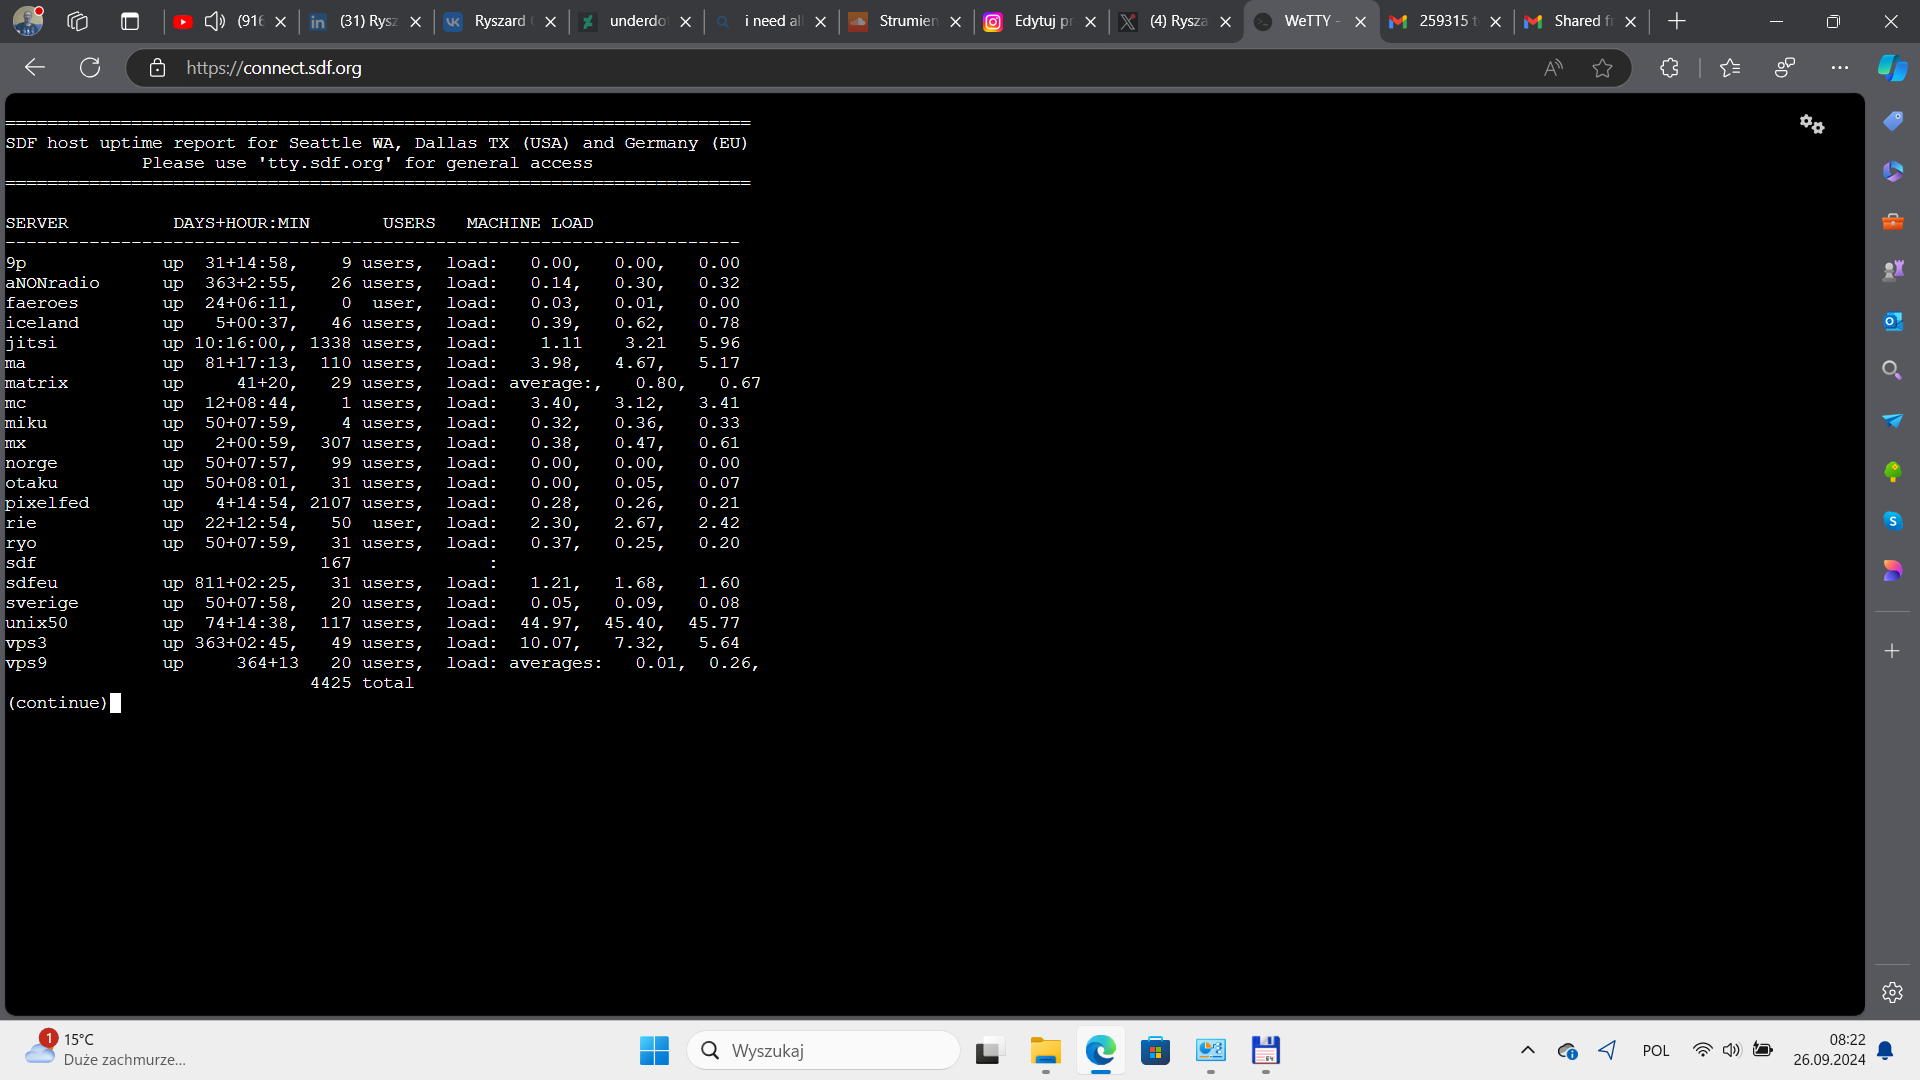 (916
(31) Rysz
Ryszard
underdo
i need all
Strumien
Edytuj pr
(4) Rysza
WeTTY -
259315 t
Shared f
https://connect.sdf.org
=======================================================================
SDF host uptime report for Seattle WA, Dallas TX (USA) and Germany (EU)
Please use 'tty.sdf.org' for general access
=======================================================================
SERVER          DAYS+HOUR:MIN       USERS   MACHINE LOAD
----------------------------------------------------------------------
9p             up  31+14:58,    9 users,  load:   0.00,   0.00,   0.00
aNONradio      up  363+2:55,   26 users,  load:   0.14,   0.30,   0.32
faeroes        up  24+06:11,    0  user,  load:   0.03,   0.01,   0.00
iceland        up   5+00:37,   46 users,  load:   0.39,   0.62,   0.78
jitsi          up 10:16:00,, 1338 users,  load:    1.11    3.21   5.96
ma             up  81+17:13,  110 users,  load:   3.98,   4.67,   5.17
matrix         up     41+20,   29 users,  load: average:,   0.80,   0.67
mc             up  12+08:44,    1 users,  load:   3.40,   3.12,   3.41
miku           up  50+07:59,    4 users,  load:   0.32,   0.36,   0.33
mx             up   2+00:59,  307 users,  load:   0.38,   0.47,   0.61
norge          up  50+07:57,   99 users,  load:   0.00,   0.00,   0.00
otaku          up  50+08:01,   31 users,  load:   0.00,   0.05,   0.07
pixelfed       up   4+14:54, 2107 users,  load:   0.28,   0.26,   0.21
rie            up  22+12:54,   50  user,  load:   2.30,   2.67,   2.42
ryo            up  50+07:59,   31 users,  load:   0.37,   0.25,   0.20
sdf                           167             :
sdfeu          up 811+02:25,   31 users,  load:   1.21,   1.68,   1.60
sverige        up  50+07:58,   20 users,  load:   0.05,   0.09,   0.08
unix50         up  74+14:38,  117 users,  load:  44.97,  45.40,  45.77
vps3           up 363+02:45,   49 users,  load:  10.07,   7.32,   5.64
vps9           up     364+13   20 users,  load: averages:   0.01,  0.26,
4425 total
(continue)
1
15°C
Duże zachmurze...
Wyszukaj
POL
08:22
26.09.2024